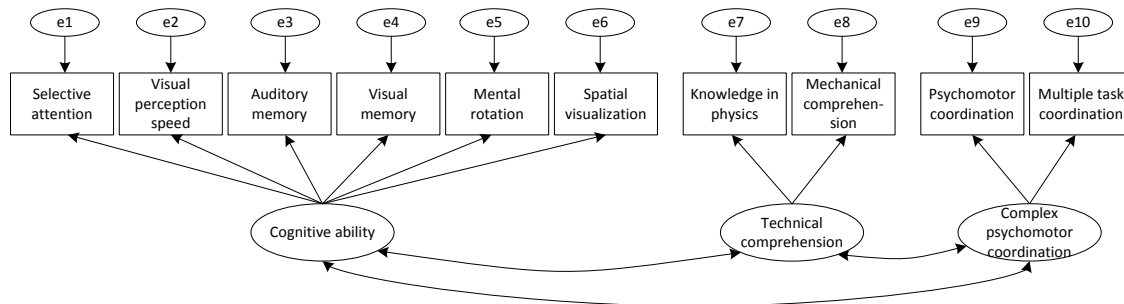 e1
e2
e3
e4
e5
e6
e7
e8
e9
e10
Selective
attention
Visual
perception
speed
Auditory
memory
Visual
memory
Mental
rotation
Spatial
visualization
Knowledge in
physics
Mechanical
comprehen-
sion
Psychomotor
coordination
Multiple task
coordination
Cognitive ability
Technical
comprehension
Complex
psychomotor
coordination